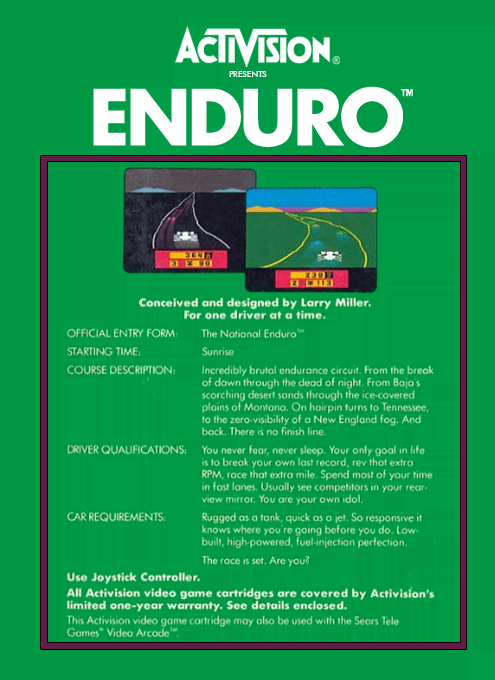 ACTIVISION®
PRESENTS
ENDURO™
364
3 88
238
2 113
Conceived and designed by Larry Miller.
For one driver at a time.
OFFICIAL ENTRY FORM: The National Enduro™
STARTING TIME: Sunrise
COURSE DESCRIPTION: Incredibly brutal endurance circuit. From the break
of dawn through the dead of night. From Baja's
scorching desert sands through the ice-covered
plains of Montana. On hairpin turns to Tennessee,
to the zero-visibility of a New England fog. And
back. There is no finish line.
DRIVER QUALIFICATIONS: You never fear, never sleep. Your only goal in life
is to break your own last record, rev that extra
RPM, race that extra mile. Spend most of your time
in fast lanes. Usually see competitors in your rear-
view mirror. You are your own idol.
CAR REQUIREMENTS: Rugged as a tank, quick as a jet. So responsive it
knows where you're going before you do. Low-
built, high-powered, fuel-injection perfection.
The race is set. Are you?
Use Joystick Controller.
All Activision video game cartridges are covered by Activision's
limited one-year warranty. See details enclosed.
This Activision video game cartridge may also be used with the Sears Tele
Games® Video Arcade™.